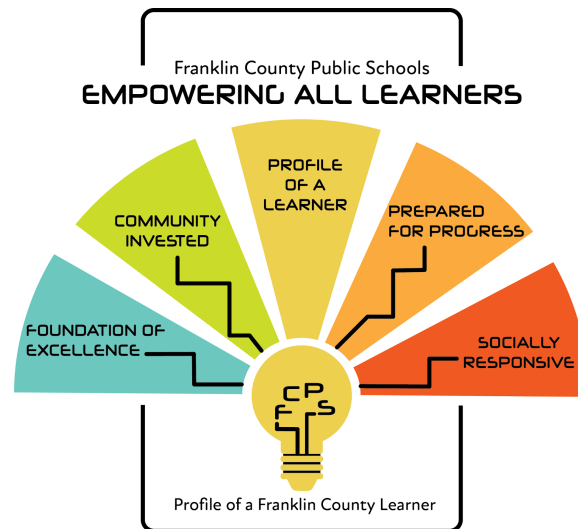 Franklin County Public Schools
EMPOWERING ALL LEARNERS
PROFILE
OF A
LEARNER
COMMUNITY
INVESTED
PREPARED
FOR PROGRESS
FOUNDATION OF
EXCELLENCE
SOCIALLY
RESPONSIVE
FCPS
Profile of a Franklin County Learner